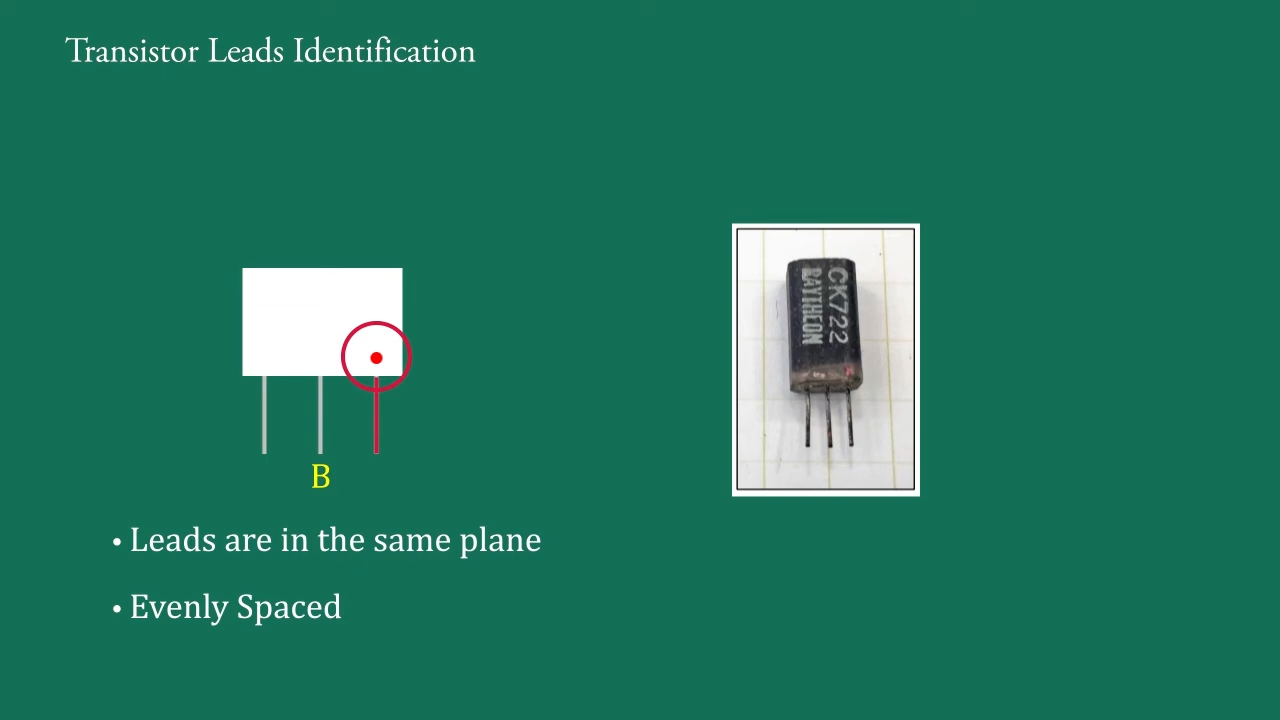 Transistor Leads Identification
CK722
RAYTHEON
B
• Leads are in the same plane
• Evenly Spaced